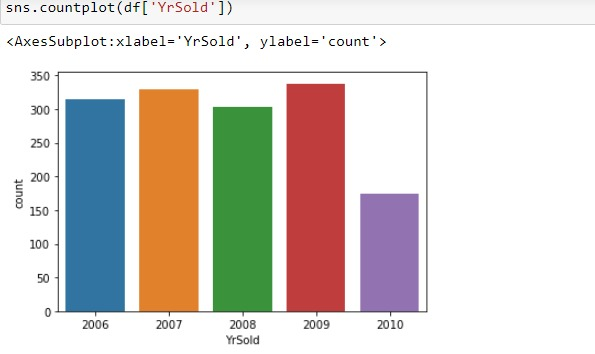 sns.countplot(df['YrSold'])
<AxesSubplot:xlabel='YrSold', ylabel='count'>
350
300
250
200
150
100
50
0
count
2006 2007 2008 2009 2010
YrSold